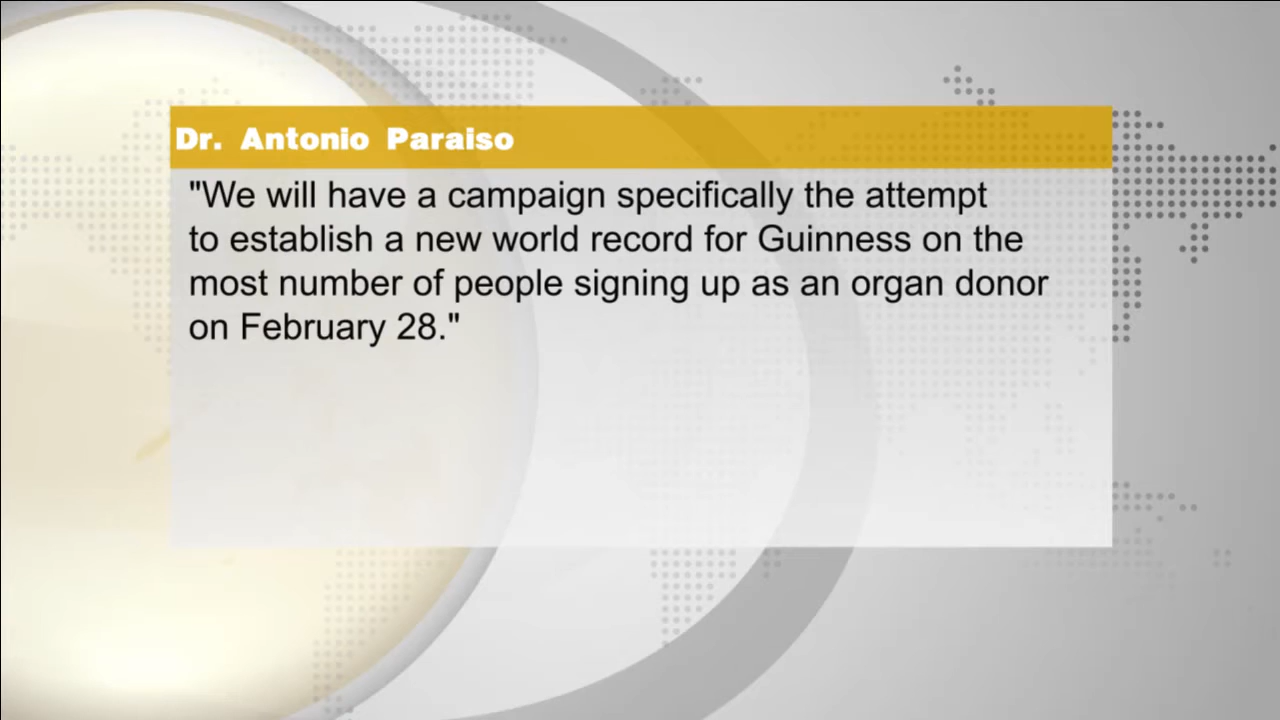 Dr. Antonio Paraiso
"We will have a campaign specifically the attempt
to establish a new world record for Guinness on the
most number of people signing up as an organ donor
on February 28."